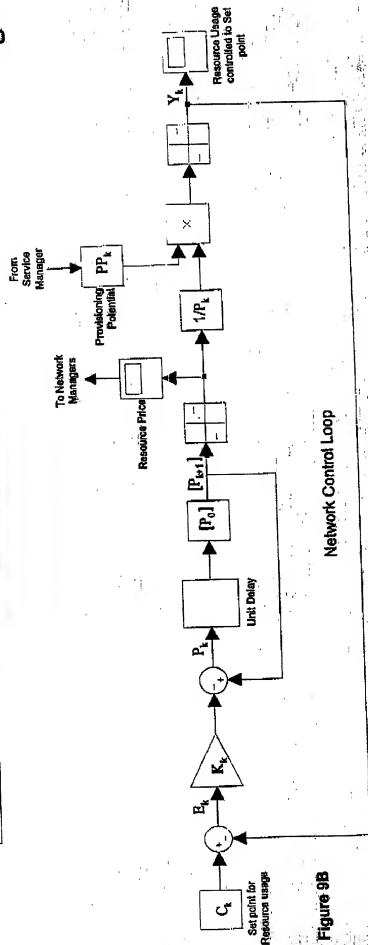 From
Service
Manager
PP_k
Provisioning
Potential
To Network
Managers
Resource Price
Resource Usage
controlled to Set
point
Y_k
×
1/P_k
[P_{k+1}]
[P_0]
Unit Delay
P_k
- +
K_k
E_k
+ -
C_k
Set point for
Resource usage
Network Control Loop
Figure 9B